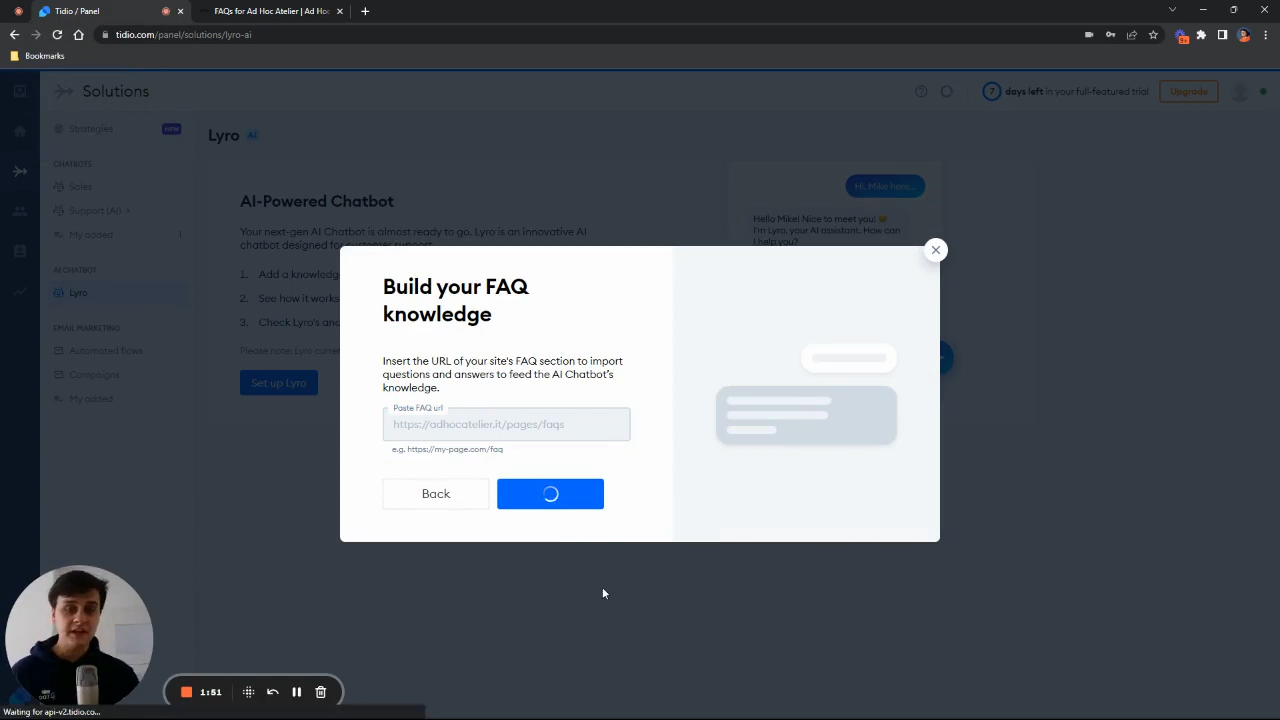 Tidio / Panel
FAQs for Ad Hoc Atelier | Ad Hoc
tidio.com/panel/solutions/lyro-ai
9+
Bookmarks
Solutions
7 days left in your full-featured trial
Upgrade
Strategies
NEW
Lyro AI
CHATBOTS
Sales
Support (AI)
My added 1
AI CHATBOT
Lyro
EMAIL MARKETING
Automated flows
Campaigns
My added
AI-Powered Chatbot
Your next-gen AI Chatbot is almost ready to go. Lyro is an innovative AI
chatbot designed for customer support.
1. Add a knowledg
2. See how it works
3. Check Lyro's an
Please note: Lyro curre
Set up Lyro
Hi, Mike here...
Hello Mike! Nice to meet you! 😊
I'm Lyro, your AI assistant. How can
I help you?
Build your FAQ
knowledge
Insert the URL of your site's FAQ section to import
questions and answers to feed the AI Chatbot's
knowledge.
Paste FAQ url
https://adhocatelier.it/pages/faqs
e.g. https://my-page.com/faq
Back
1:51
Waiting for api-v2.tidio.co...